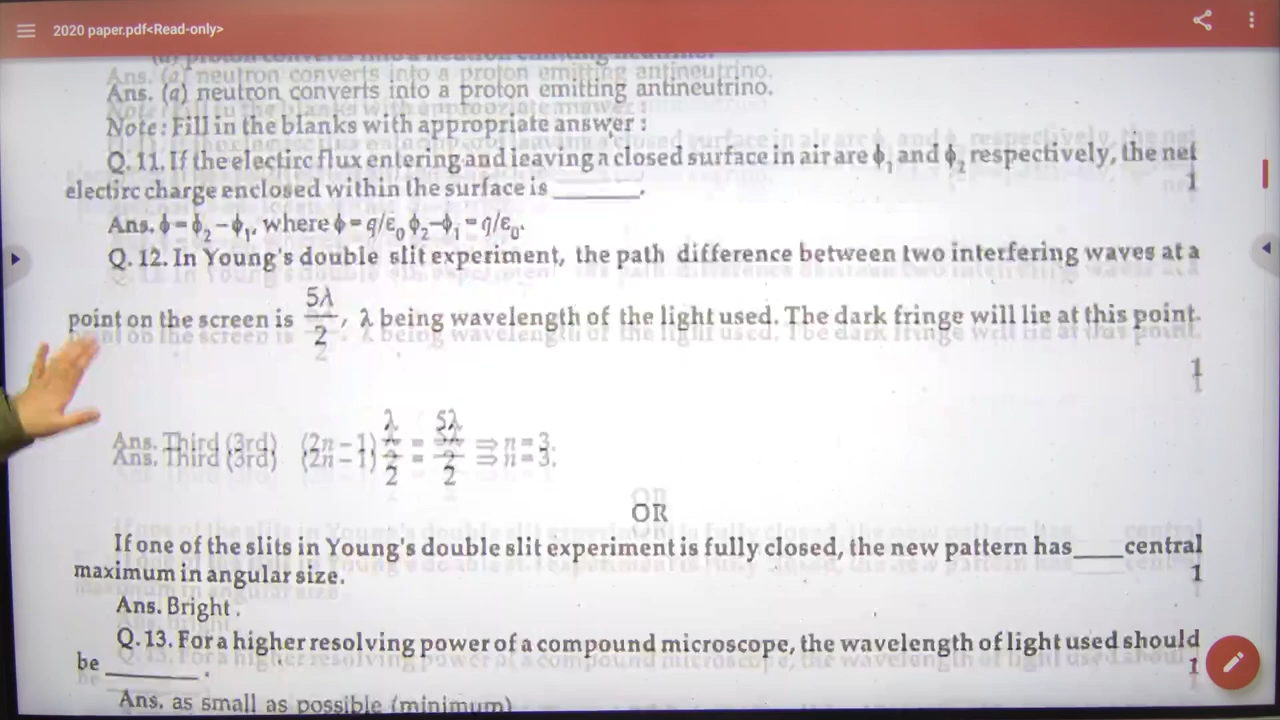 2020 paper.pdf<Read-only>
Ans. (a) neutron converts into a proton emitting antineutrino.
Note : Fill in the blanks with appropriate answer :
Q. 11. If the electirc flux entering and leaving a closed surface in air are ϕ₁ and ϕ₂ respectively, the net
electirc charge enclosed within the surface is ______. 1
Ans. ϕ = ϕ₂ – ϕ₁, where ϕ = q/ε₀ ϕ₂–ϕ₁ = q/ε₀.
Q. 12. In Young's double slit experiment, the path difference between two interfering waves at a
point on the screen is 5λ/2, λ being wavelength of the light used. The dark fringe will lie at this point.
1
Ans. Third (3rd) (2n – 1) λ/2 = 5λ/2 ⇒ n = 3.
OR
If one of the slits in Young's double slit experiment is fully closed, the new pattern has____central
maximum in angular size. 1
Ans. Bright .
Q. 13. For a higher resolving power of a compound microscope, the wavelength of light used should
be ________ . 1
Ans. as small as possible (minimum)